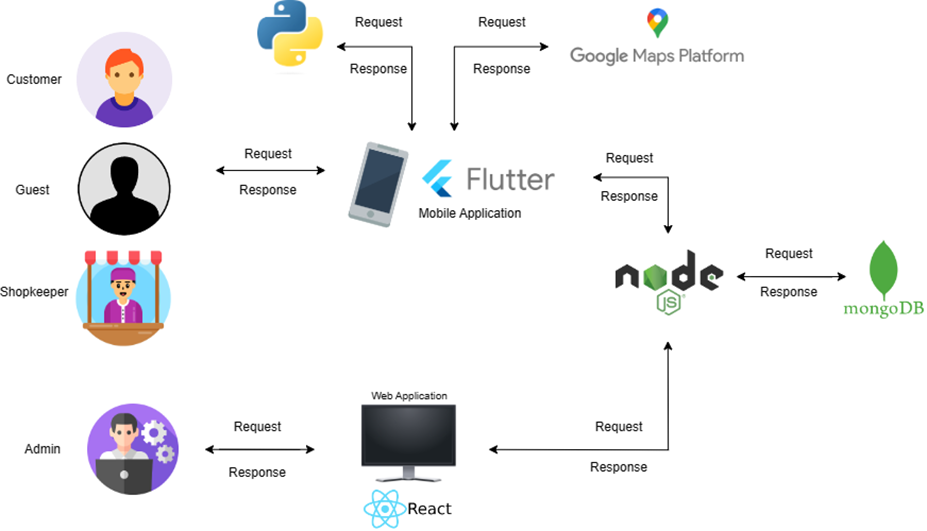 Request
Response
Request
Response
Google Maps Platform
Customer
Guest
Shopkeeper
Request
Response
Flutter
Mobile Application
Request
Response
node
JS
Request
Response
mongoDB
Admin
Request
Response
Web Application
React
Request
Response